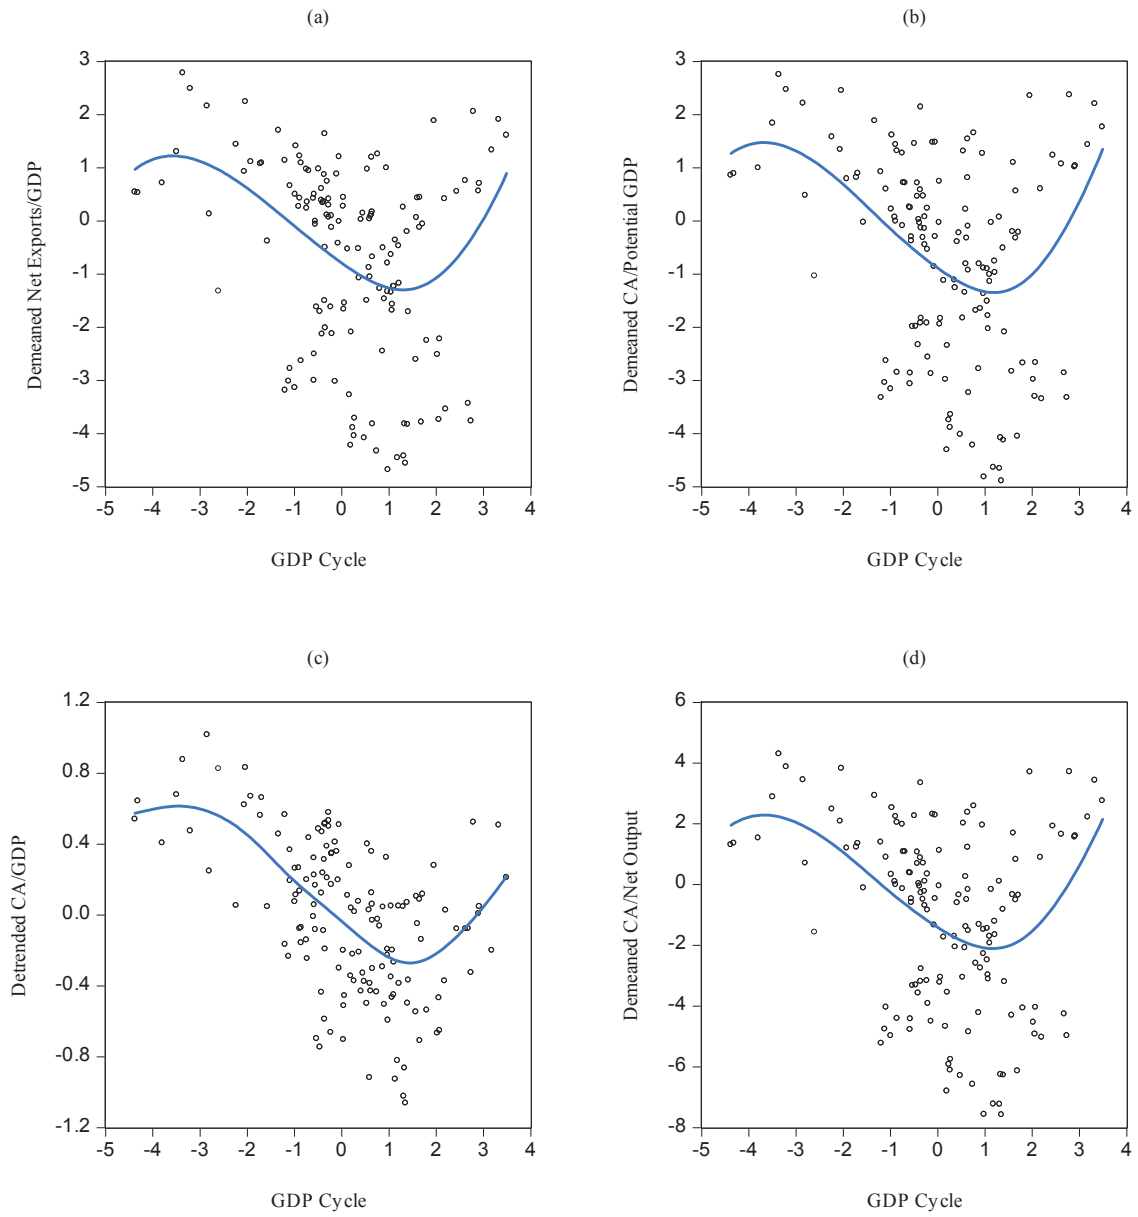 (a)
3
2
1
0
-1
-2
-3
-4
-5
Demeaned Net Exports/GDP
-5 -4 -3 -2 -1 0 1 2 3 4
GDP Cycle
(b)
3
2
1
0
-1
-2
-3
-4
-5
Demeaned CA/Potential GDP
-5 -4 -3 -2 -1 0 1 2 3 4
GDP Cycle
(c)
1.2
0.8
0.4
0.0
-0.4
-0.8
-1.2
Detrended CA/GDP
-5 -4 -3 -2 -1 0 1 2 3 4
GDP Cycle
(d)
6
4
2
0
-2
-4
-6
-8
Demeaned CA/Net Output
-5 -4 -3 -2 -1 0 1 2 3 4
GDP Cycle